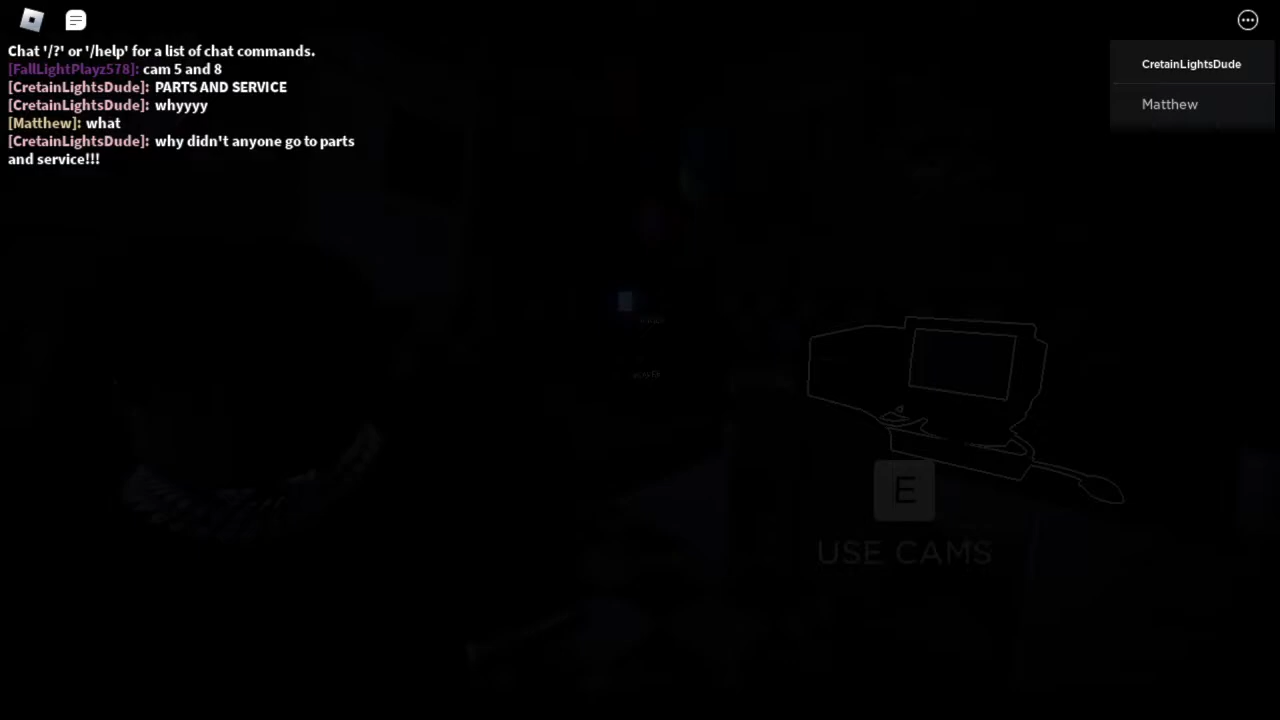 Chat '/?' or '/help' for a list of chat commands.
[FallLightPlayz578]: cam 5 and 8
[CretainLightsDude]: PARTS AND SERVICE
[CretainLightsDude]: whyyyy
[Matthew]: what
[CretainLightsDude]: why didn't anyone go to parts
and service!!!
CretainLightsDude
Matthew
E
USE CAMS